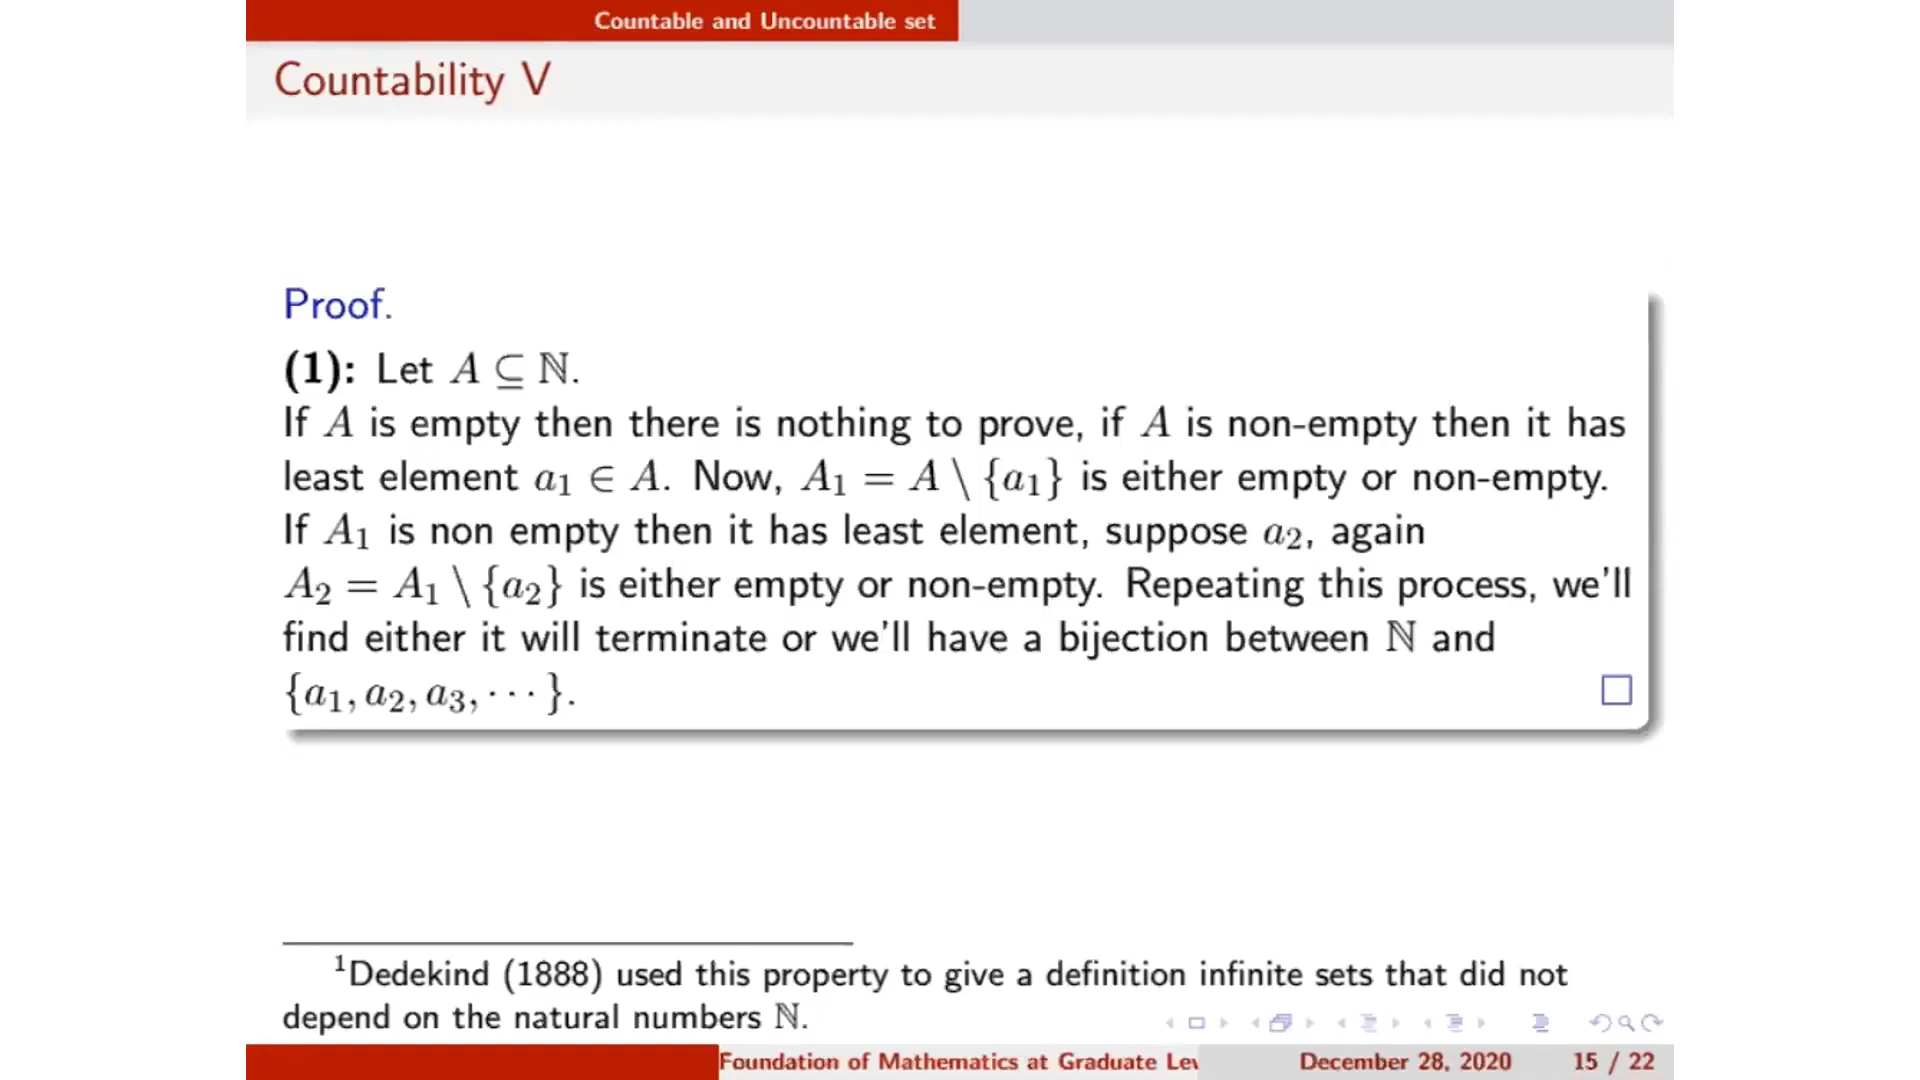 Countable and Uncountable set
Countability V
Proof.
(1): Let A ⊆ ℕ.
If A is empty then there is nothing to prove, if A is non-empty then it has
least element a₁ ∈ A. Now, A₁ = A \ {a₁} is either empty or non-empty.
If A₁ is non empty then it has least element, suppose a₂, again
A₂ = A₁ \ {a₂} is either empty or non-empty. Repeating this process, we'll
find either it will terminate or we'll have a bijection between ℕ and
{a₁, a₂, a₃, ⋯ }.
¹Dedekind (1888) used this property to give a definition infinite sets that did not
depend on the natural numbers ℕ.
Foundation of Mathematics at Graduate Lev December 28, 2020 15 / 22